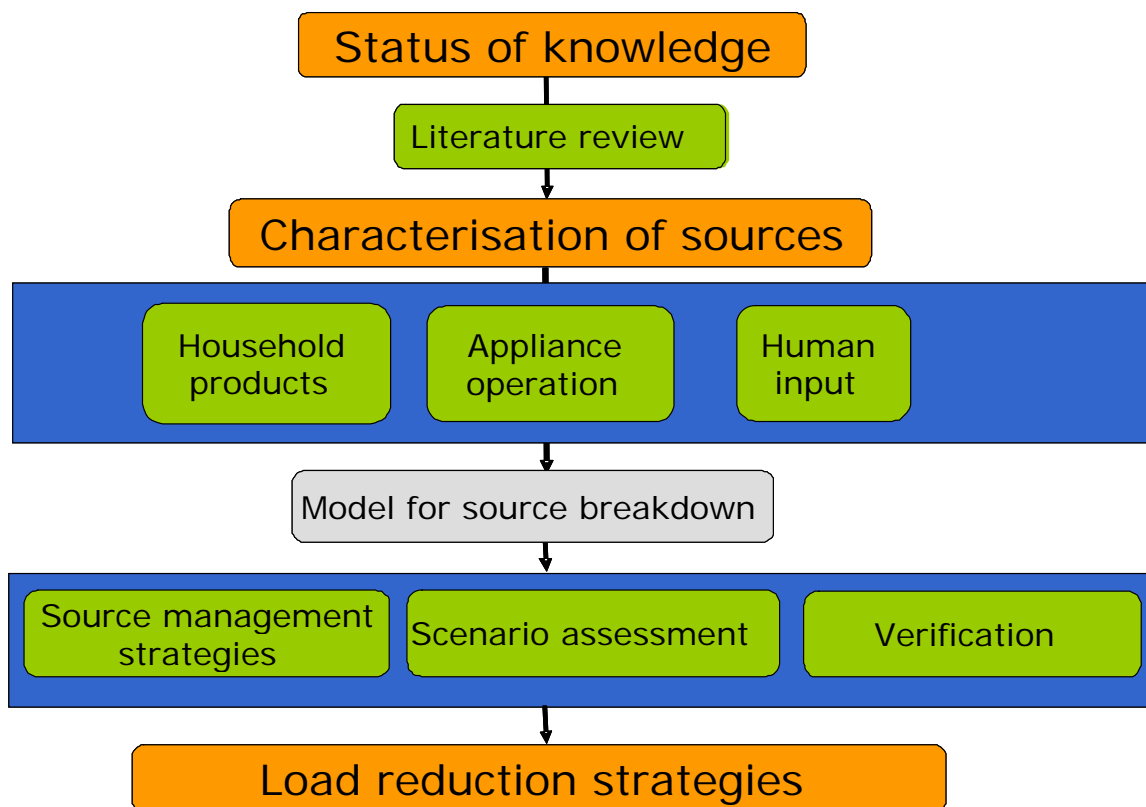 Status of knowledge
Literature review
Characterisation of sources
Household
products
Appliance
operation
Human
input
Model for source breakdown
Source management
strategies
Scenario assessment
Verification
Load reduction strategies